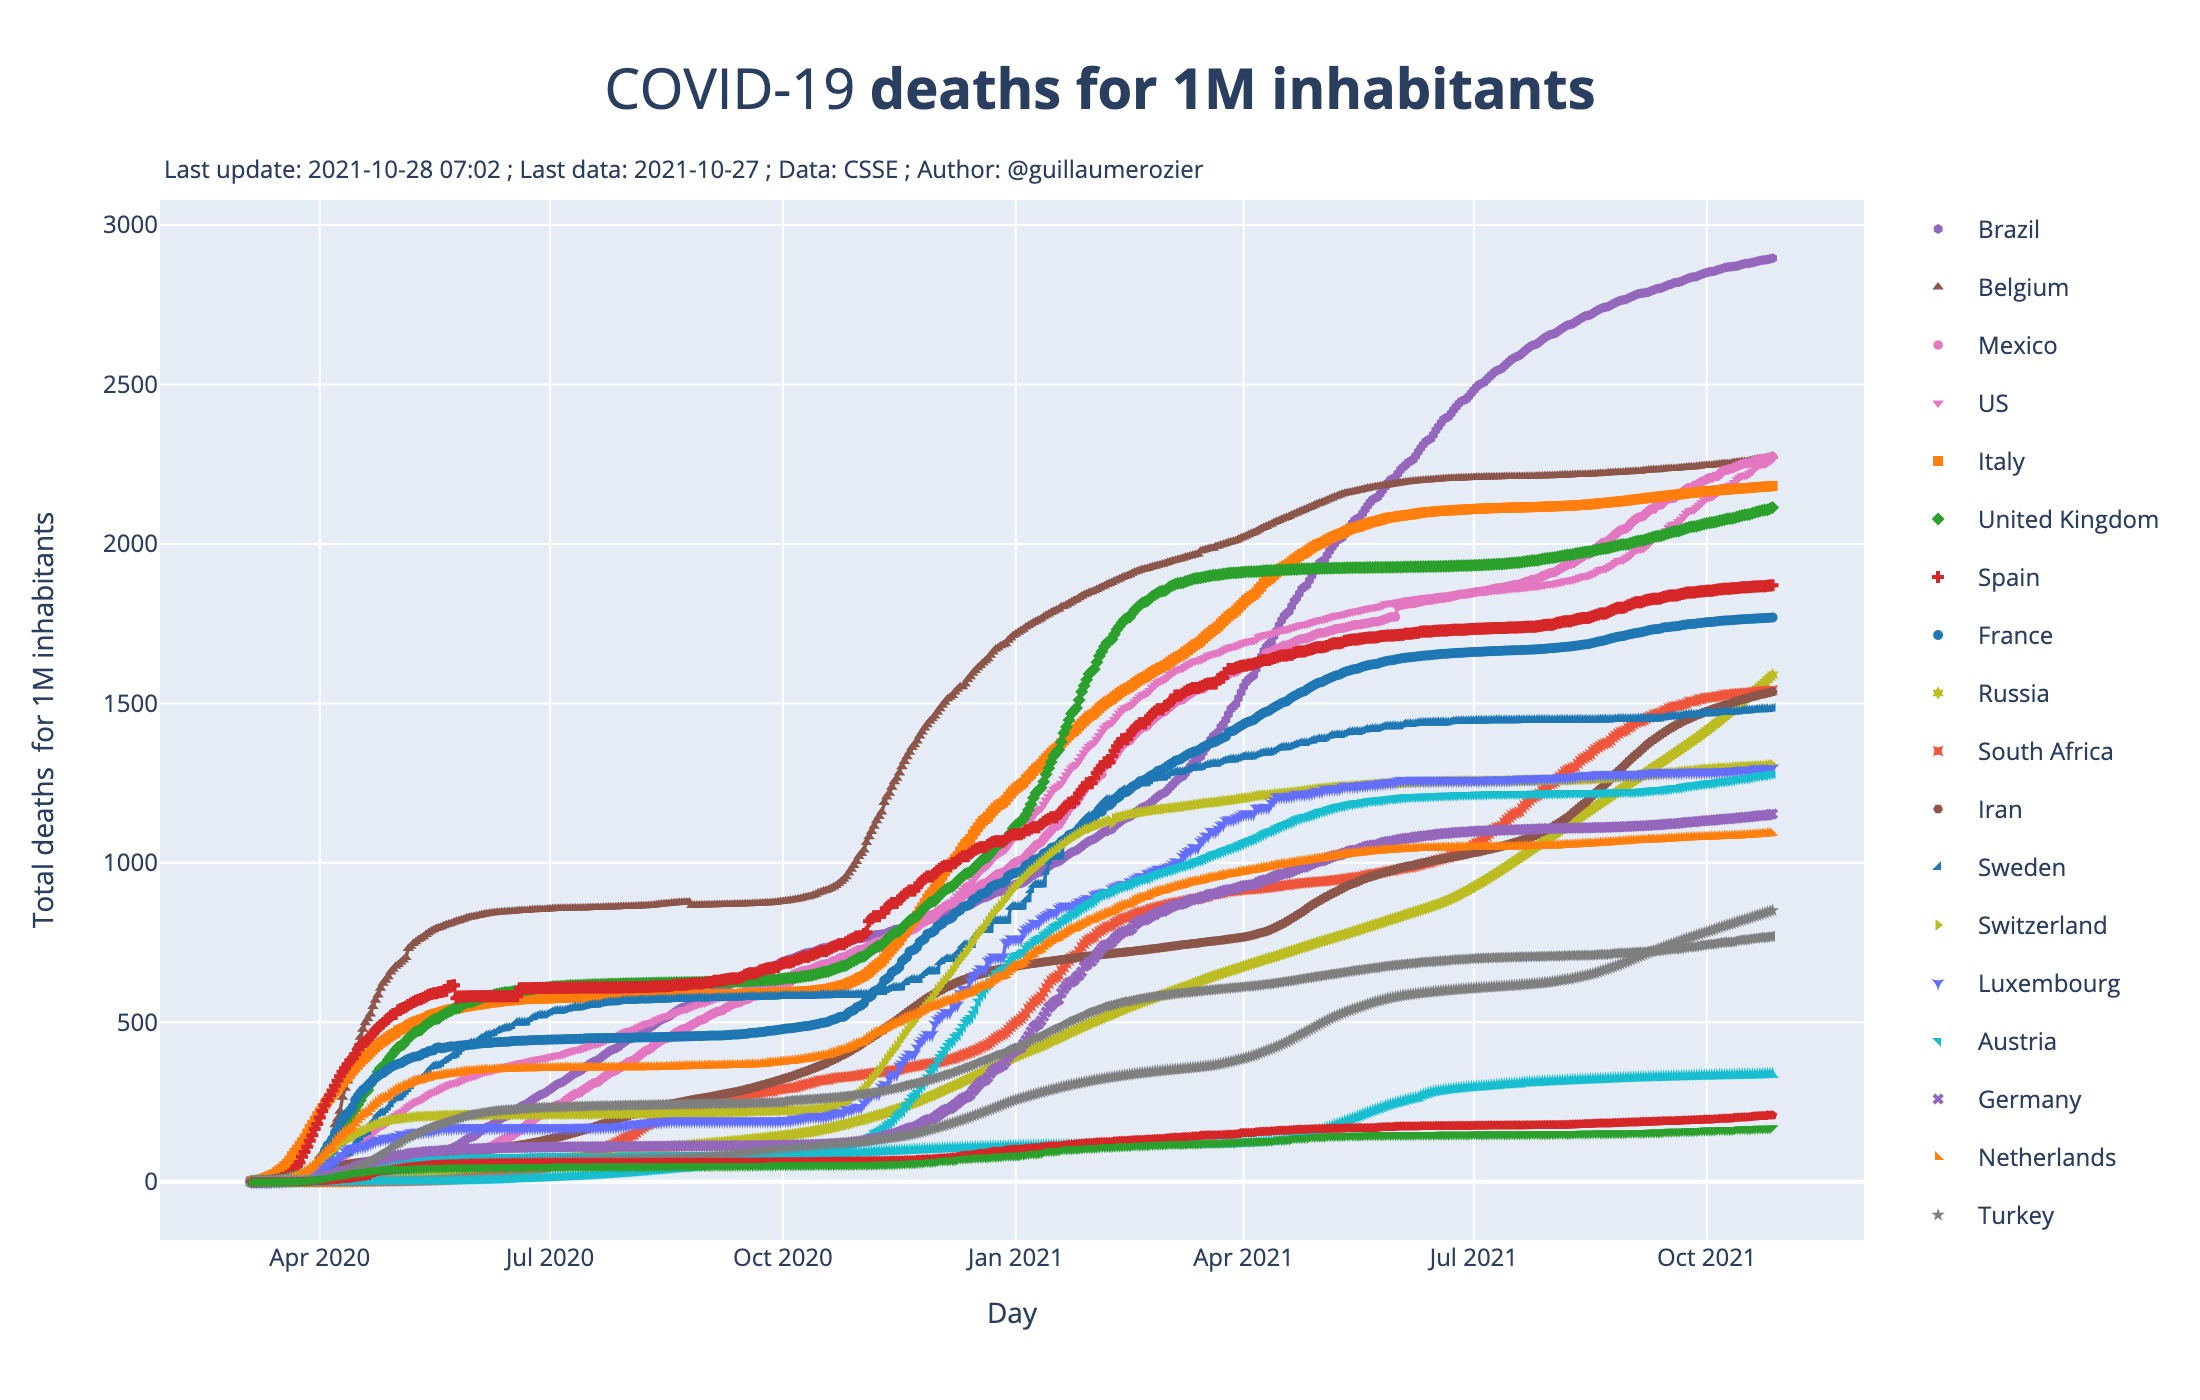 COVID-19 deaths for 1M inhabitants
Last update: 2021-10-28 07:02 ; Last data: 2021-10-27 ; Data: CSSE ; Author: @guillaumerozier
Total deaths  for 1M inhabitants
3000
2500
2000
1500
1000
500
0
Apr 2020
Jul 2020
Oct 2020
Jan 2021
Apr 2021
Jul 2021
Oct 2021
Day
Brazil
Belgium
Mexico
US
Italy
United Kingdom
Spain
France
Russia
South Africa
Iran
Sweden
Switzerland
Luxembourg
Austria
Germany
Netherlands
Turkey